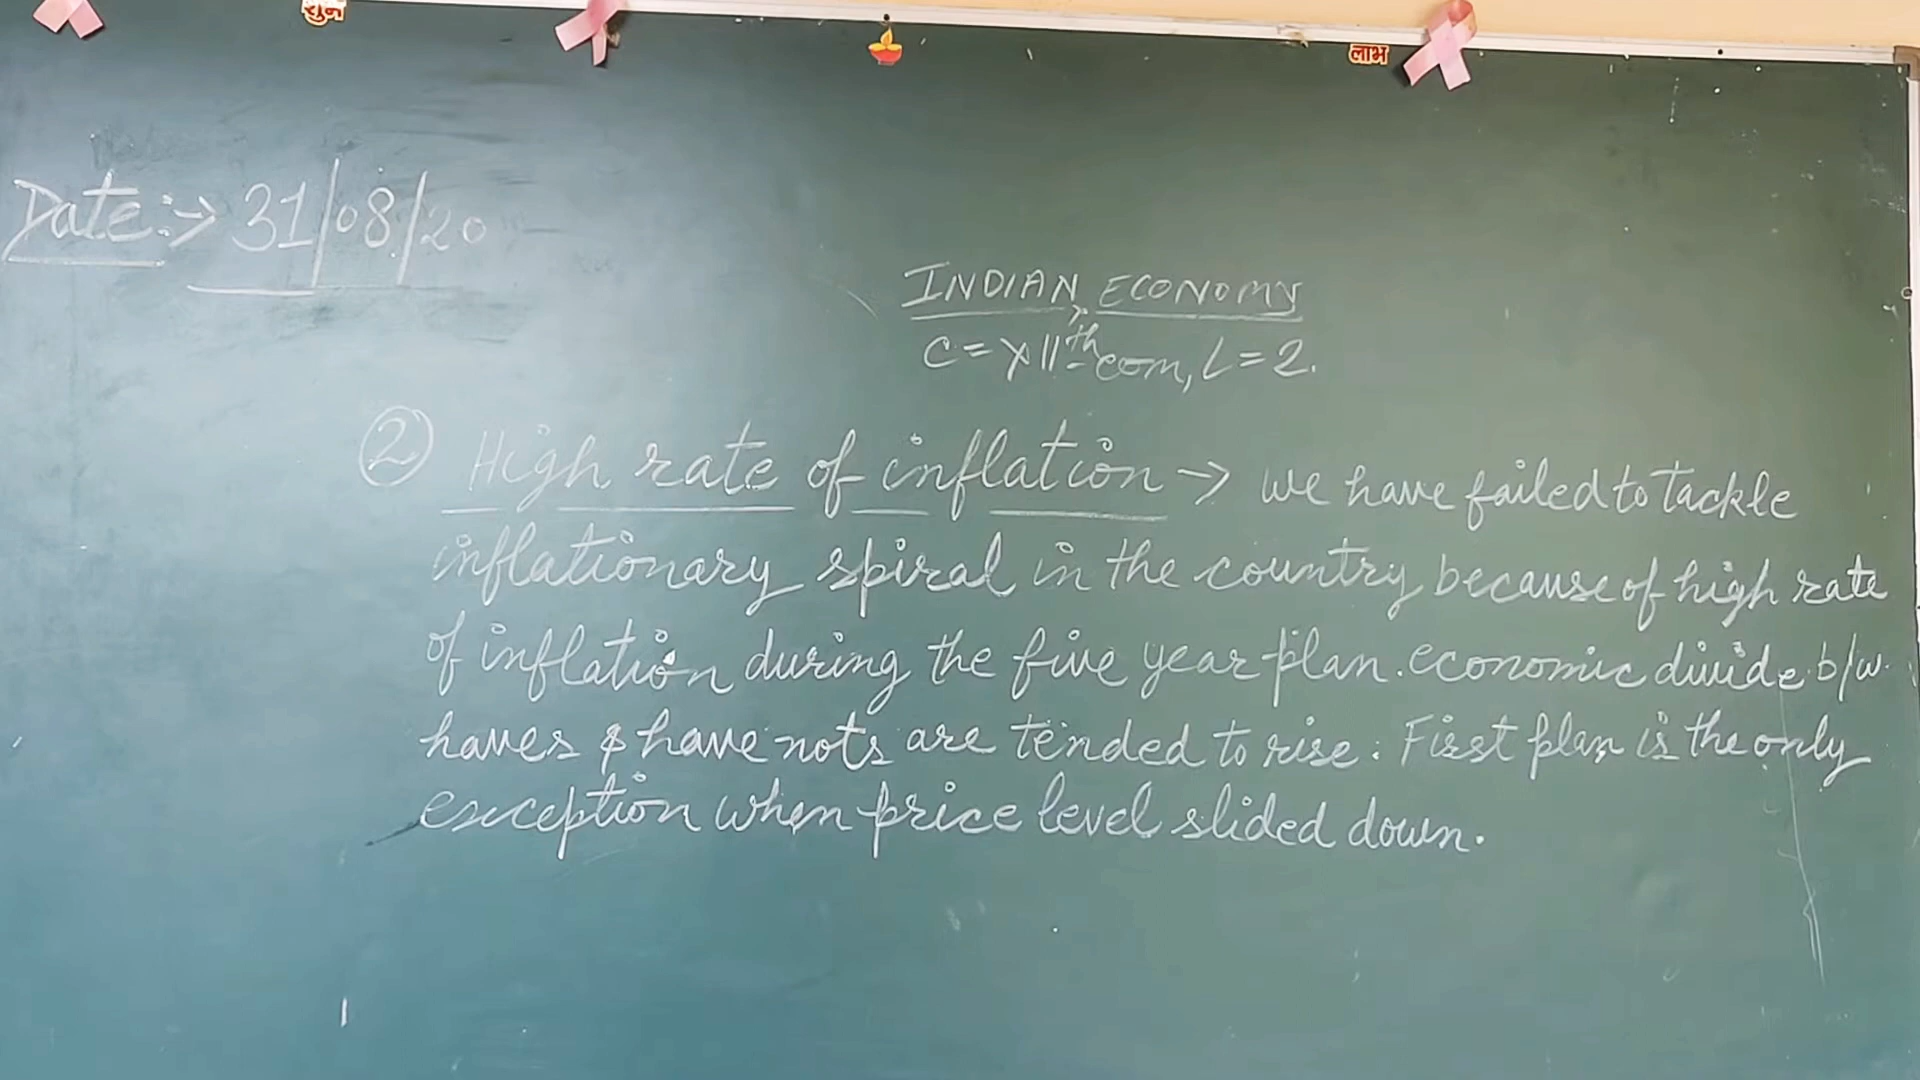 शुभ
लाभ
Date:→ 31/08/20
INDIAN ECONOMY
C = XIIth com, L = 2.
② High rate of inflation → we have failed to tackle
inflationary spiral in the country because of high rate
of inflation during the five year plan. economic divide b/w
haves & have nots are tended to rise. First plan is the only
exception when price level slided down.